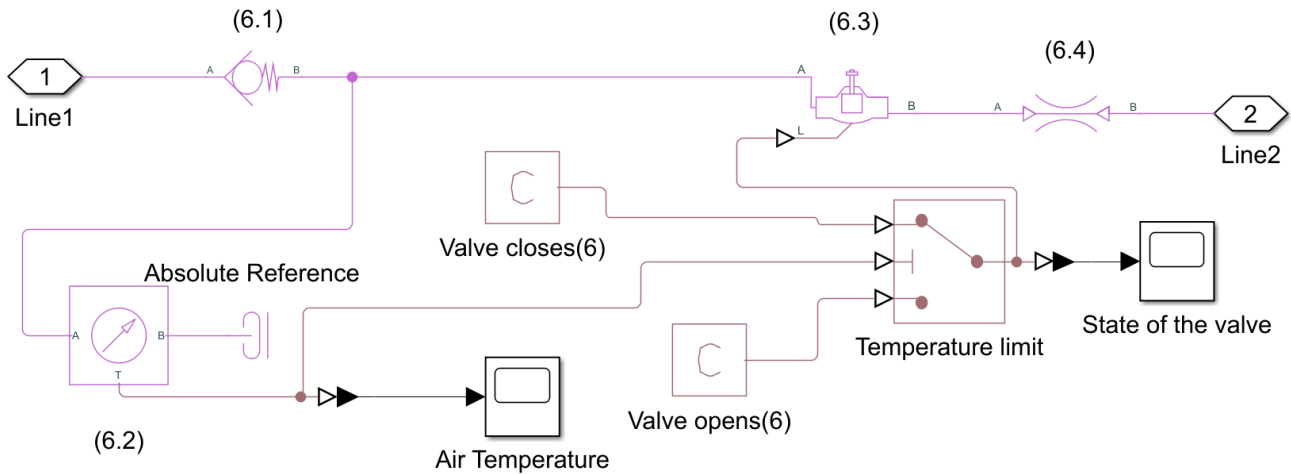 (6.1)
(6.3)
(6.4)
1
A
B
A
B
A
B
2
Line1
L
Line2
C
Valve closes(6)
Absolute Reference
A
B
T
C
Temperature limit
State of the valve
Valve opens(6)
(6.2)
Air Temperature